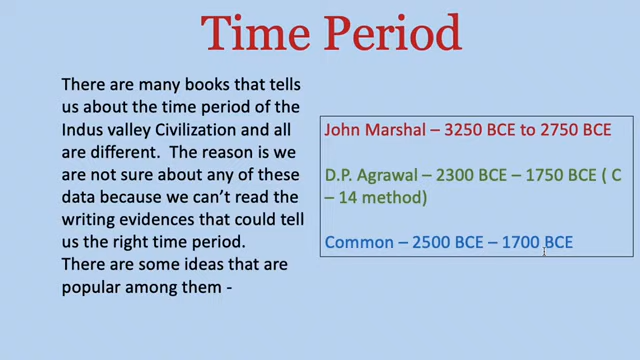 Time Period
There are many books that tells
us about the time period of the
Indus valley Civilization and all
are different. The reason is we
are not sure about any of these
data because we can't read the
writing evidences that could tell
us the right time period.
There are some ideas that are
popular among them -
John Marshal – 3250 BCE to 2750 BCE
D.P. Agrawal – 2300 BCE – 1750 BCE ( C
– 14 method)
Common – 2500 BCE – 1700 BCE